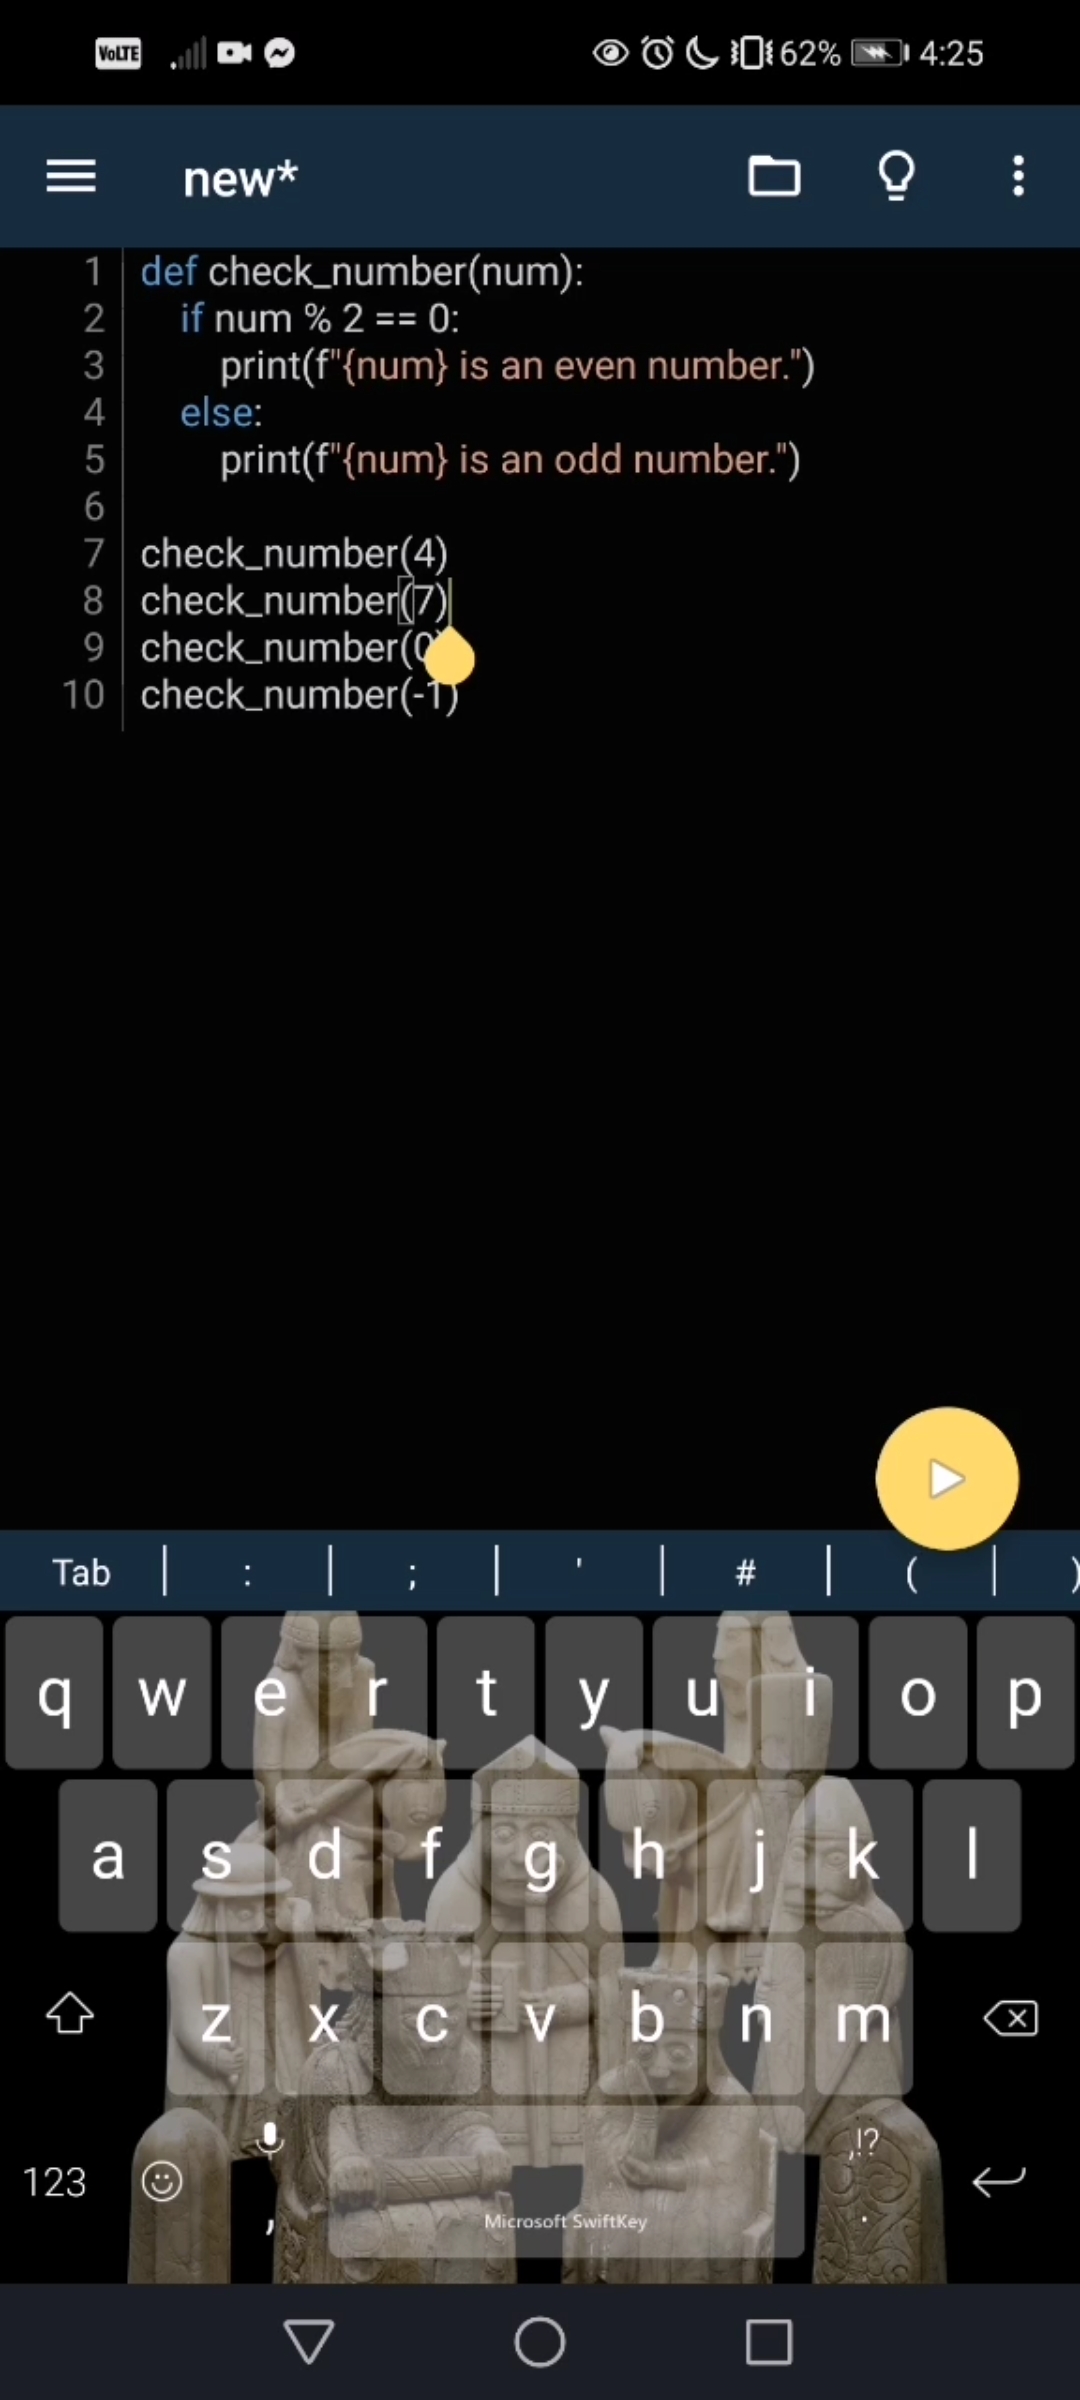 VoLTE 62% 4:25
new*
1 def check_number(num):
2 if num % 2 == 0:
3 print(f"{num} is an even number.")
4 else:
5 print(f"{num} is an odd number.")
6
7 check_number(4)
8 check_number(7)
9 check_number(0)
10 check_number(-1)
Tab | : | ; | ' | # | ( | )
q w e r t y u i o p
a s d f g h j k l
z x c v b n m
,!?
123 , Microsoft SwiftKey .